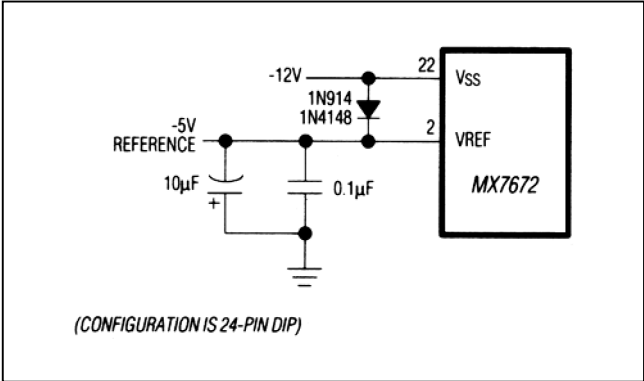 -12V
22
VSS
1N914
1N4148
-5V
REFERENCE
2
VREF
10µF
+
0.1µF
MX7672
(CONFIGURATION IS 24-PIN DIP)